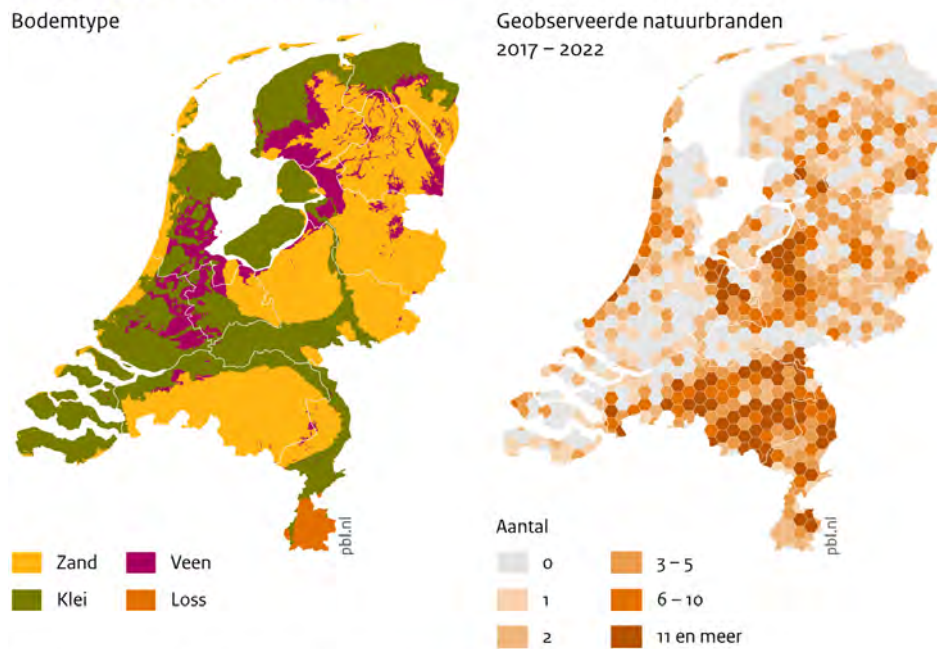 Bodemtype
pbl.nl
Zand
Veen
Klei
Loss
Geobserveerde natuurbranden
2017 – 2022
pbl.nl
Aantal
0
3 – 5
1
6 – 10
2
11 en meer